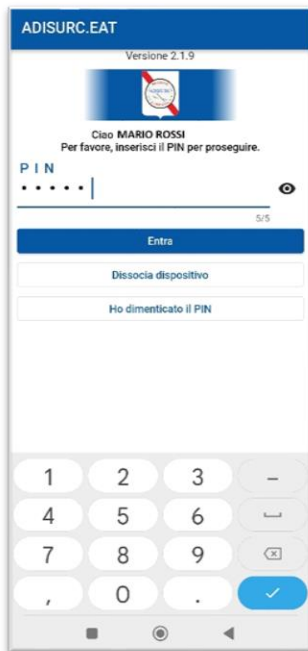 ADISURC.EAT
Versione 2.1.9
Ciao MARIO ROSSI
Per favore, inserisci il PIN per proseguire.
PIN
•••••
5/5
Entra
Dissocia dispositivo
Ho dimenticato il PIN
1 2 3 -
4 5 6
7 8 9
, 0 .